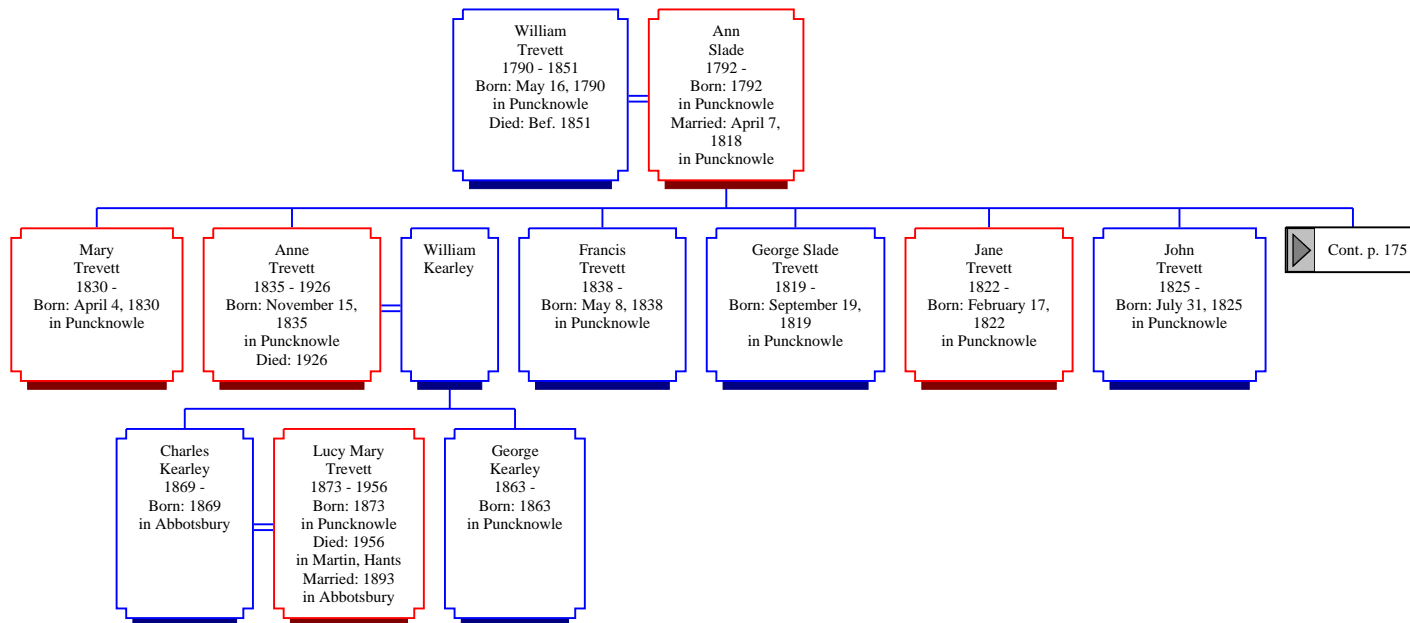 William
Trevett
1790 - 1851
Born: May 16, 1790
in Puncknowle
Died: Bef. 1851
Ann
Slade
1792 -
Born: 1792
in Puncknowle
Married: April 7,
1818
in Puncknowle
Mary
Trevett
1830 -
Born: April 4, 1830
in Puncknowle
Anne
Trevett
1835 - 1926
Born: November 15,
1835
in Puncknowle
Died: 1926
William
Kearley
Francis
Trevett
1838 -
Born: May 8, 1838
in Puncknowle
George Slade
Trevett
1819 -
Born: September 19,
1819
in Puncknowle
Jane
Trevett
1822 -
Born: February 17,
1822
in Puncknowle
John
Trevett
1825 -
Born: July 31, 1825
in Puncknowle
Cont. p. 175
Charles
Kearley
1869 -
Born: 1869
in Abbotsbury
Lucy Mary
Trevett
1873 - 1956
Born: 1873
in Puncknowle
Died: 1956
in Martin, Hants
Married: 1893
in Abbotsbury
George
Kearley
1863 -
Born: 1863
in Puncknowle